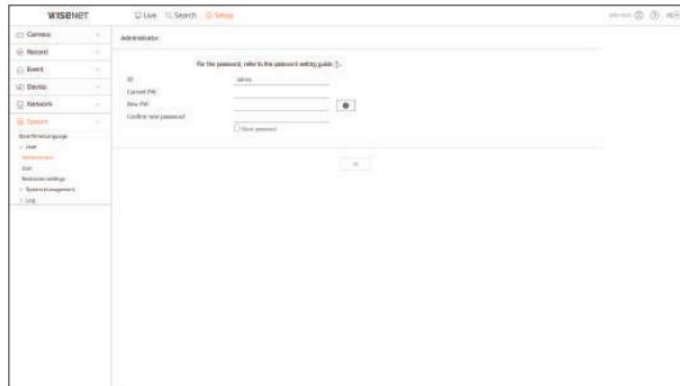 WISENET
Live Search Setup
Camera
Record
Event
Device
Network
System
Date/Time/Language
User
Administrator
User
Restriction settings
System management
Log
Administrator
For the password, refer to the password setting guide
ID admin
Current PW
New PW
Confirm new password
Show password